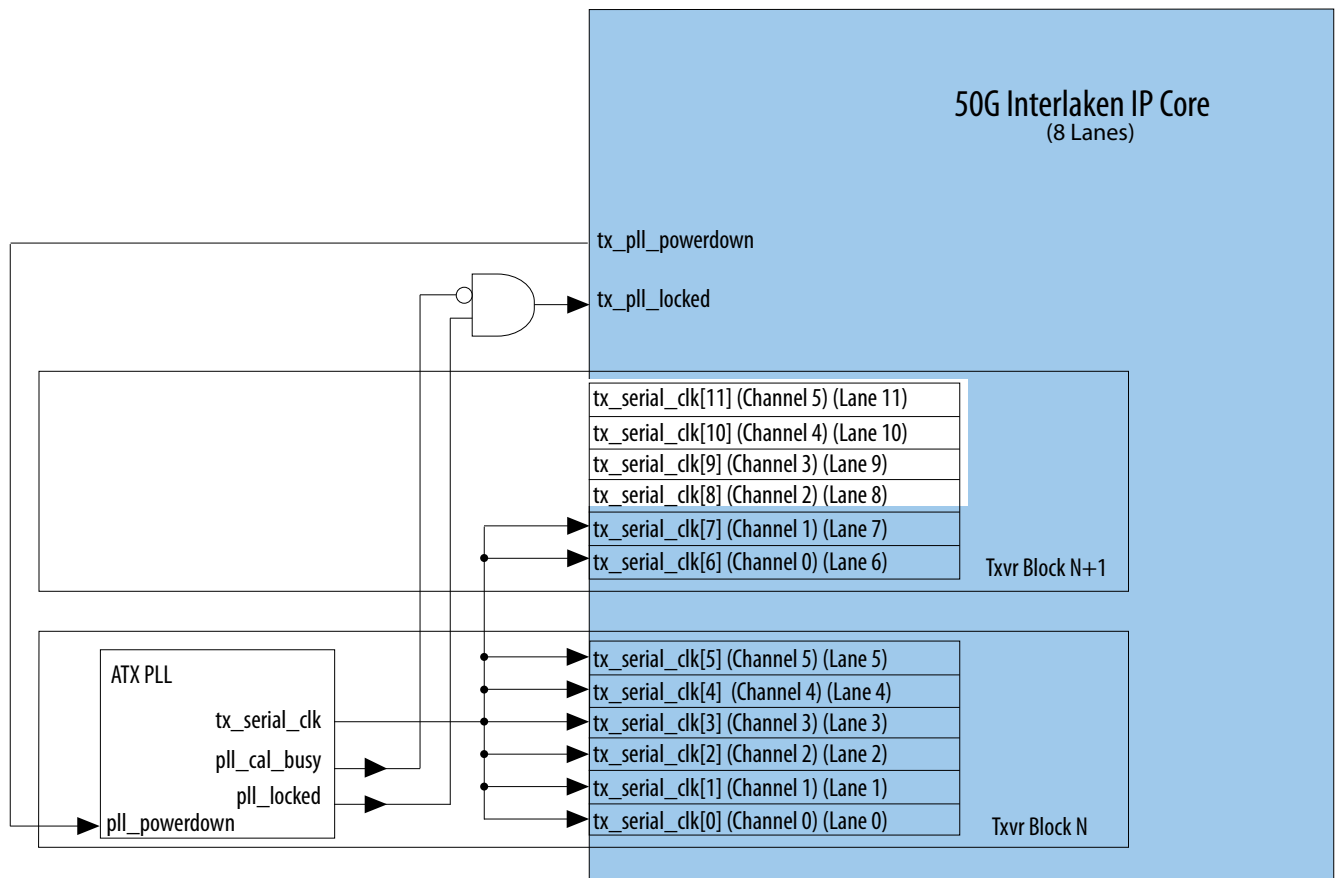 50G Interlaken IP Core
(8 Lanes)
tx_pll_powerdown
tx_pll_locked
tx_serial_clk[11] (Channel 5) (Lane 11)
tx_serial_clk[10] (Channel 4) (Lane 10)
tx_serial_clk[9] (Channel 3) (Lane 9)
tx_serial_clk[8] (Channel 2) (Lane 8)
tx_serial_clk[7] (Channel 1) (Lane 7)
tx_serial_clk[6] (Channel 0) (Lane 6)
Txvr Block N+1
ATX PLL
tx_serial_clk
pll_cal_busy
pll_locked
pll_powerdown
tx_serial_clk[5] (Channel 5) (Lane 5)
tx_serial_clk[4] (Channel 4) (Lane 4)
tx_serial_clk[3] (Channel 3) (Lane 3)
tx_serial_clk[2] (Channel 2) (Lane 2)
tx_serial_clk[1] (Channel 1) (Lane 1)
tx_serial_clk[0] (Channel 0) (Lane 0)
Txvr Block N